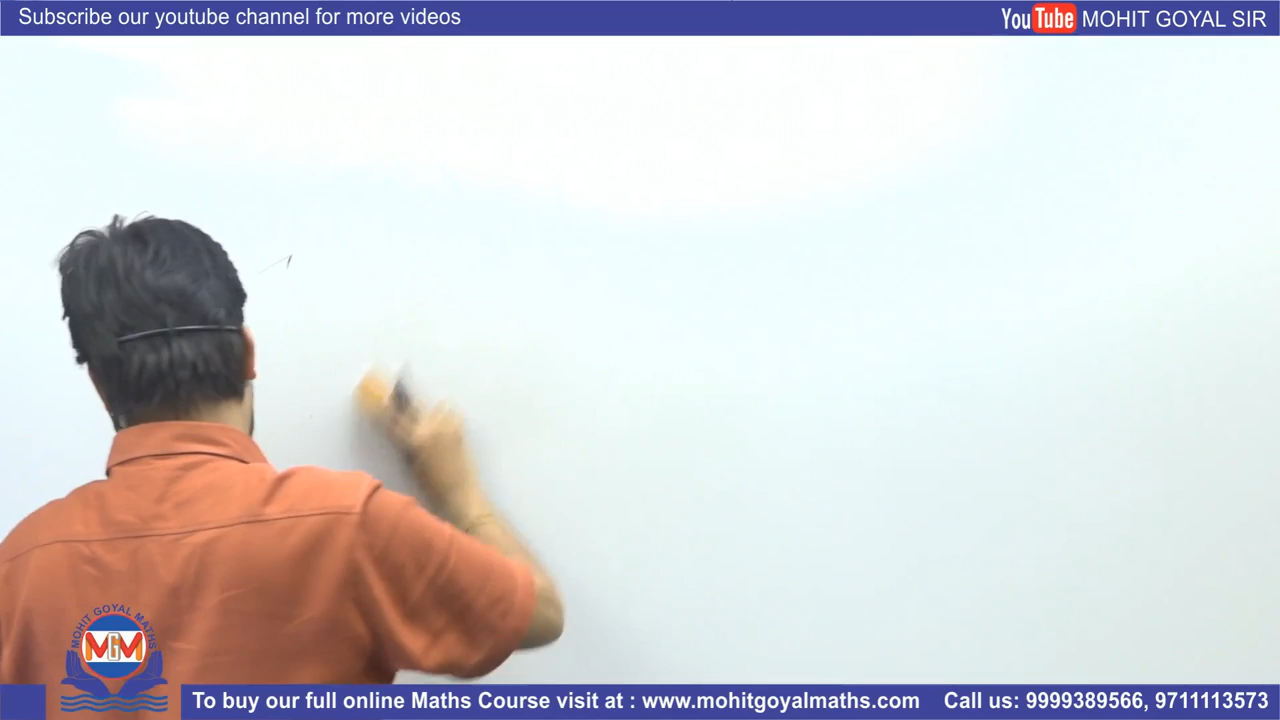 Subscribe our youtube channel for more videos
YouTube MOHIT GOYAL SIR
MOHIT GOYAL MATHS
MGM
To buy our full online Maths Course visit at : www.mohitgoyalmaths.com Call us: 9999389566, 9711113573